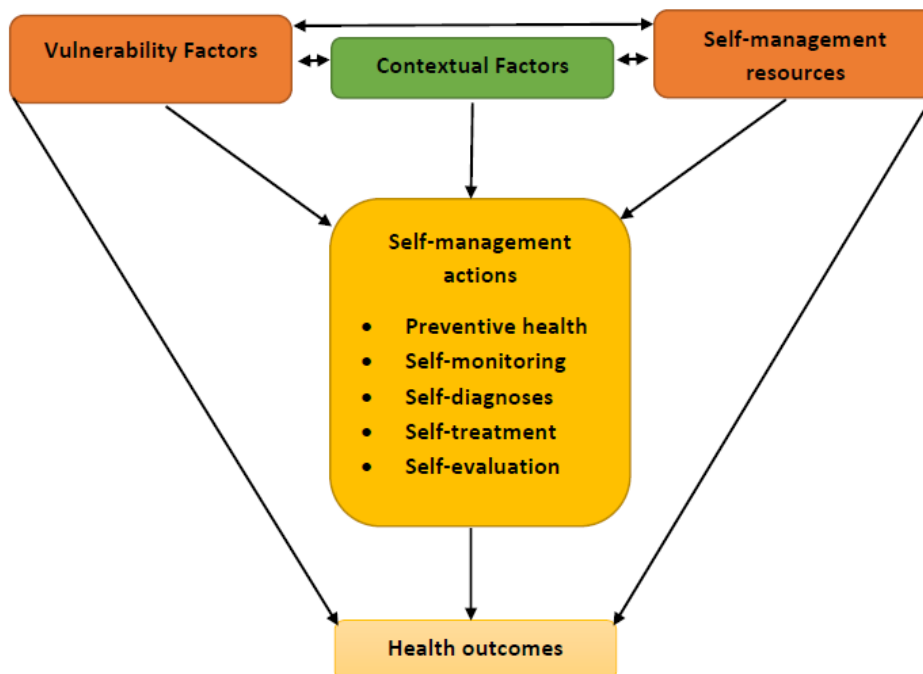 Vulnerability Factors
Contextual Factors
Self-management
resources
Self-management
actions
• Preventive health
• Self-monitoring
• Self-diagnoses
• Self-treatment
• Self-evaluation
Health outcomes